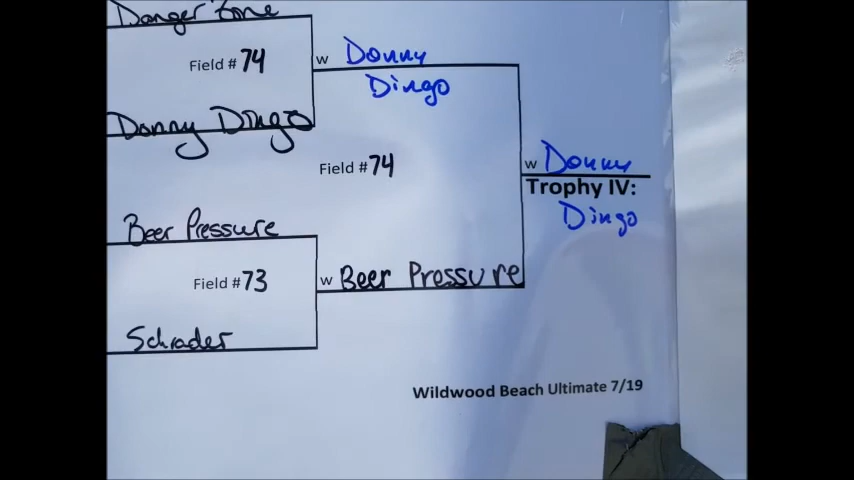 Danger Zone
Field # 74
W Donny
Dingo
Donny Dingo
Field # 74
W Donny
Trophy IV:
Dingo
Beer Pressure
Field # 73
W Beer Pressure
Schrader
Wildwood Beach Ultimate 7/19